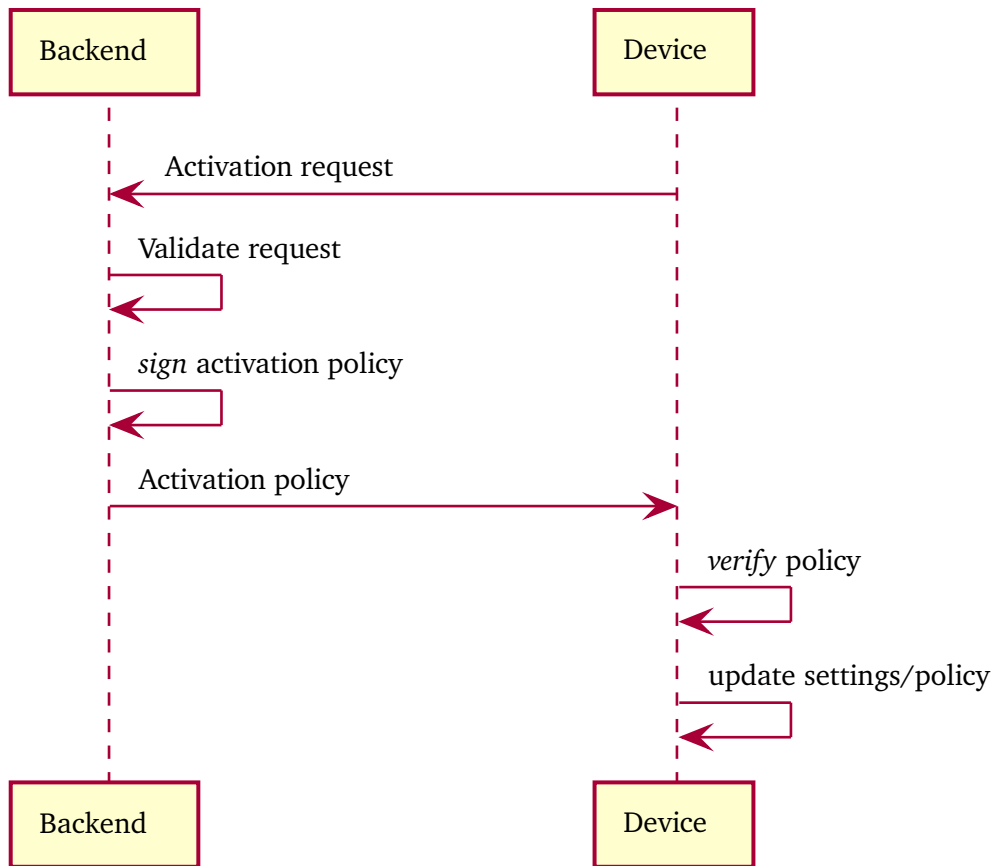 Backend
Device
Activation request
Validate request
sign activation policy
Activation policy
verify policy
update settings/policy
Backend
Device